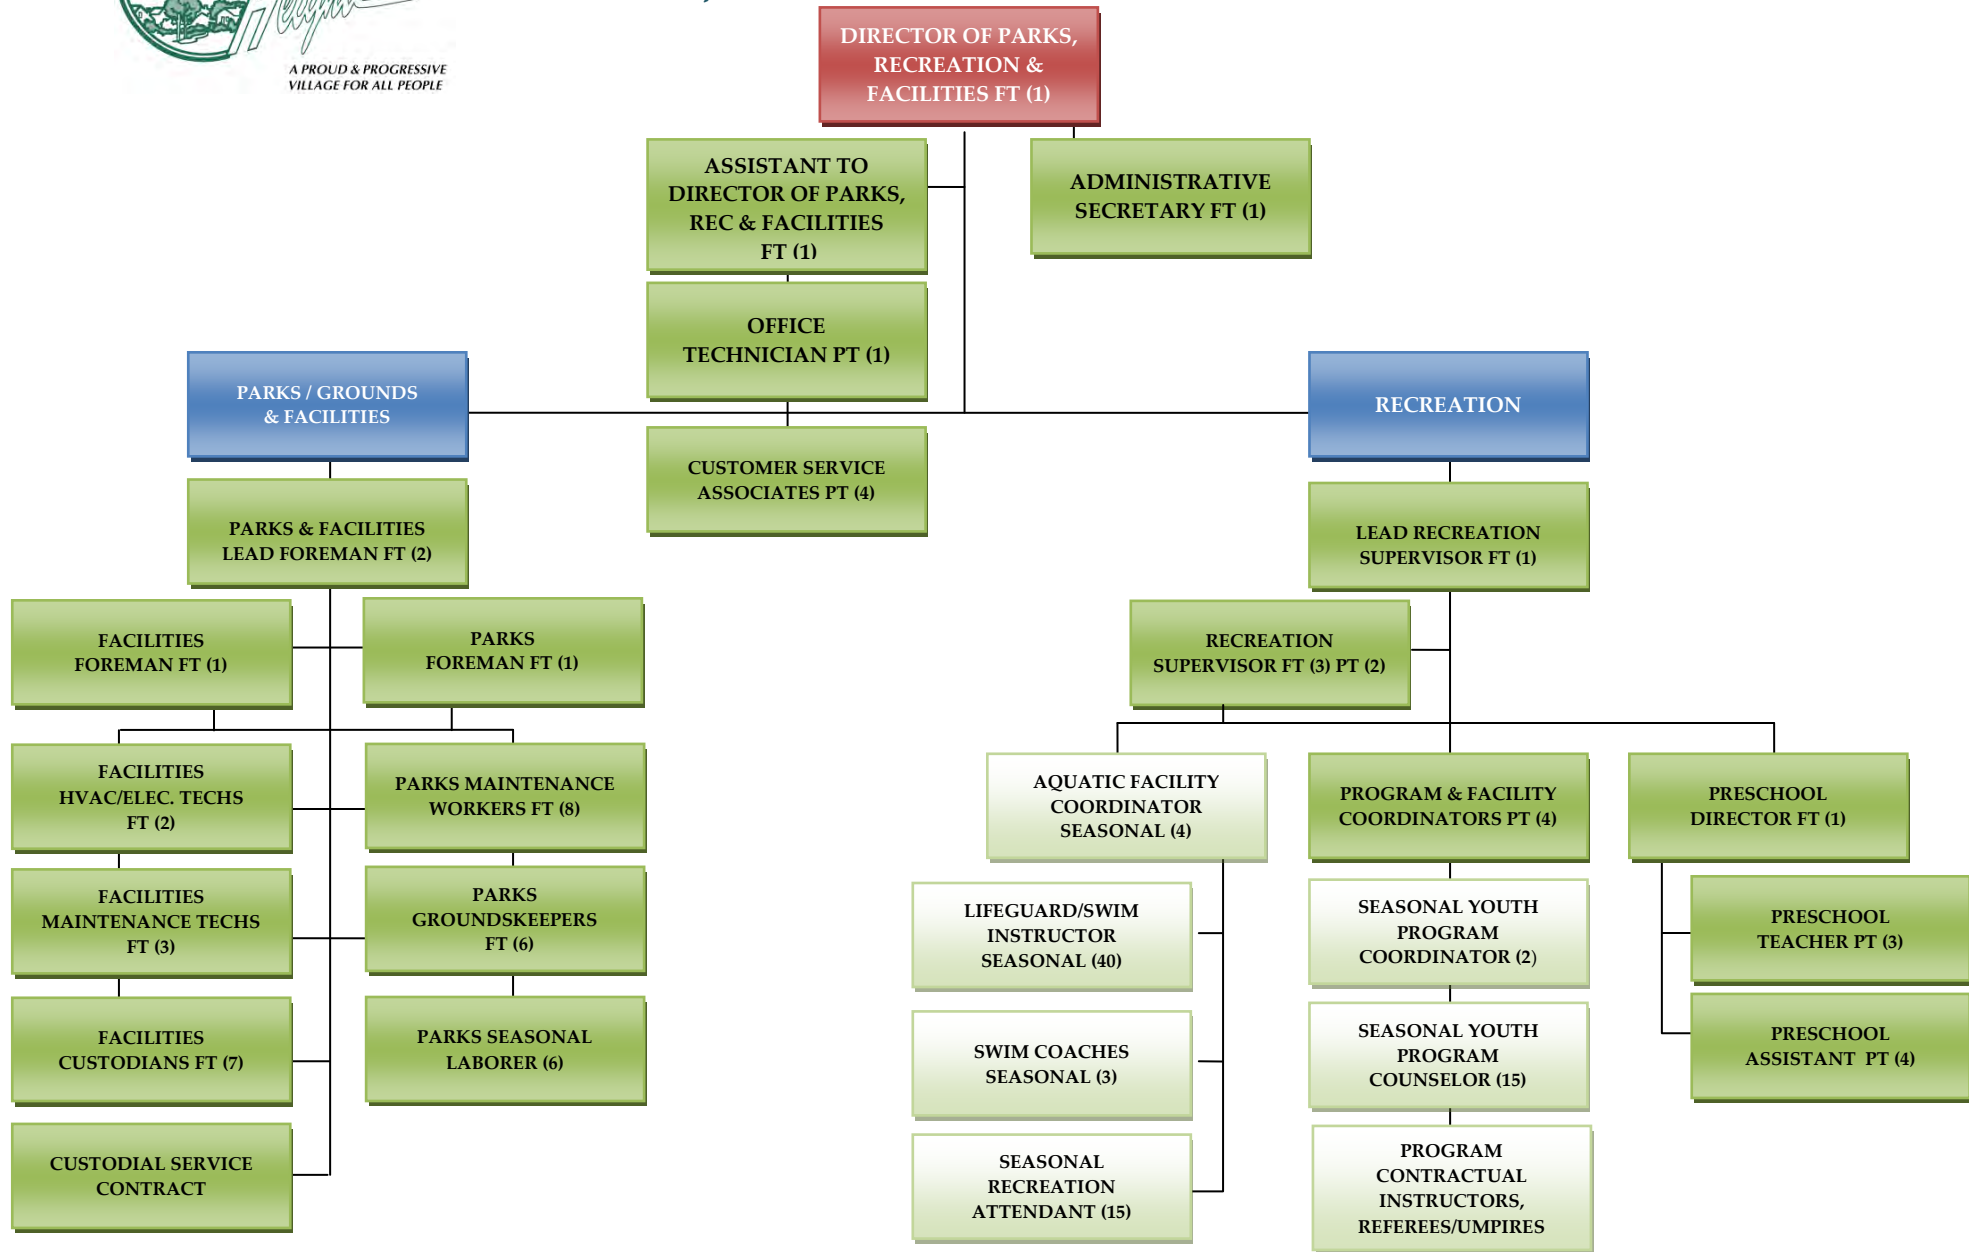 A PROUD & PROGRESSIVE
VILLAGE FOR ALL PEOPLE
DIRECTOR OF PARKS,
RECREATION &
FACILITIES FT (1)
ASSISTANT TO
DIRECTOR OF PARKS,
REC & FACILITIES
FT (1)
ADMINISTRATIVE
SECRETARY FT (1)
OFFICE
TECHNICIAN PT (1)
PARKS / GROUNDS
& FACILITIES
RECREATION
CUSTOMER SERVICE
ASSOCIATES PT (4)
PARKS & FACILITIES
LEAD FOREMAN FT (2)
LEAD RECREATION
SUPERVISOR FT (1)
FACILITIES
FOREMAN FT (1)
PARKS
FOREMAN FT (1)
RECREATION
SUPERVISOR FT (3) PT (2)
FACILITIES
HVAC/ELEC. TECHS
FT (2)
PARKS MAINTENANCE
WORKERS FT (8)
AQUATIC FACILITY
COORDINATOR
SEASONAL (4)
PROGRAM & FACILITY
COORDINATORS PT (4)
PRESCHOOL
DIRECTOR FT (1)
FACILITIES
MAINTENANCE TECHS
FT (3)
PARKS
GROUNDSKEEPERS
FT (6)
LIFEGUARD/SWIM
INSTRUCTOR
SEASONAL (40)
SEASONAL YOUTH
PROGRAM
COORDINATOR (2)
PRESCHOOL
TEACHER PT (3)
FACILITIES
CUSTODIANS FT (7)
PARKS SEASONAL
LABORER (6)
SWIM COACHES
SEASONAL (3)
SEASONAL YOUTH
PROGRAM
COUNSELOR (15)
PRESCHOOL
ASSISTANT PT (4)
CUSTODIAL SERVICE
CONTRACT
SEASONAL
RECREATION
ATTENDANT (15)
PROGRAM
CONTRACTUAL
INSTRUCTORS,
REFEREES/UMPIRES